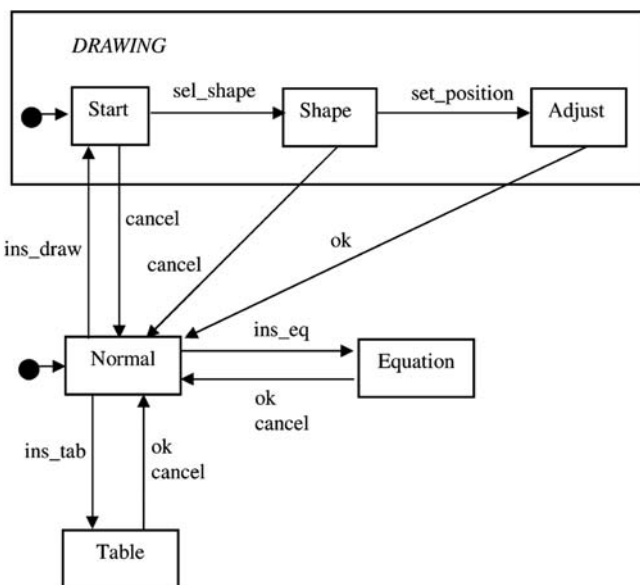 DRAWING
Start
sel_shape
Shape
set_position
Adjust
ins_draw
cancel
cancel
ok
Normal
ins_eq
Equation
ok
cancel
ins_tab
ok
cancel
Table